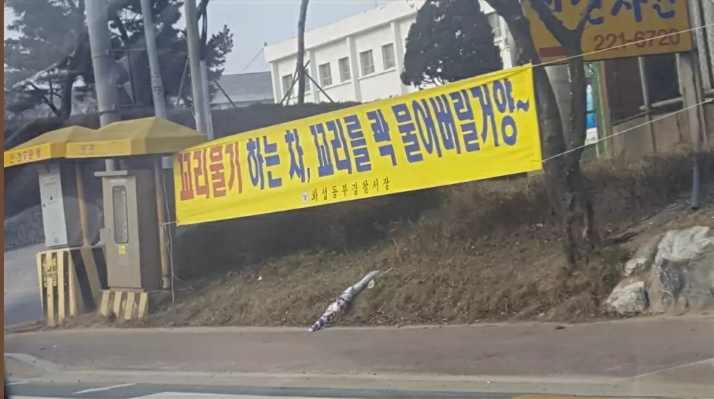 221-6720
꼬리물기 하는 차, 꼬리를 콱 물어버릴거양~
화성동부경찰서장